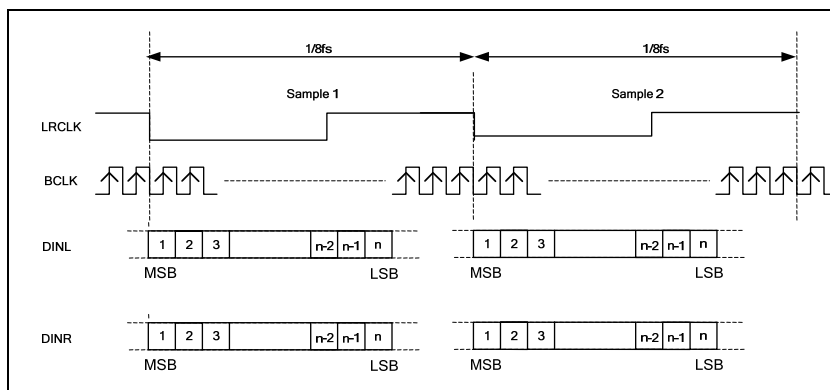 1/8fs 1/8fs
Sample 1 Sample 2
LRCLK
BCLK
DINL 1 2 3 n-2 n-1 n 1 2 3 n-2 n-1 n
MSB LSB MSB LSB
DINR 1 2 3 n-2 n-1 n 1 2 3 n-2 n-1 n
MSB LSB MSB LSB